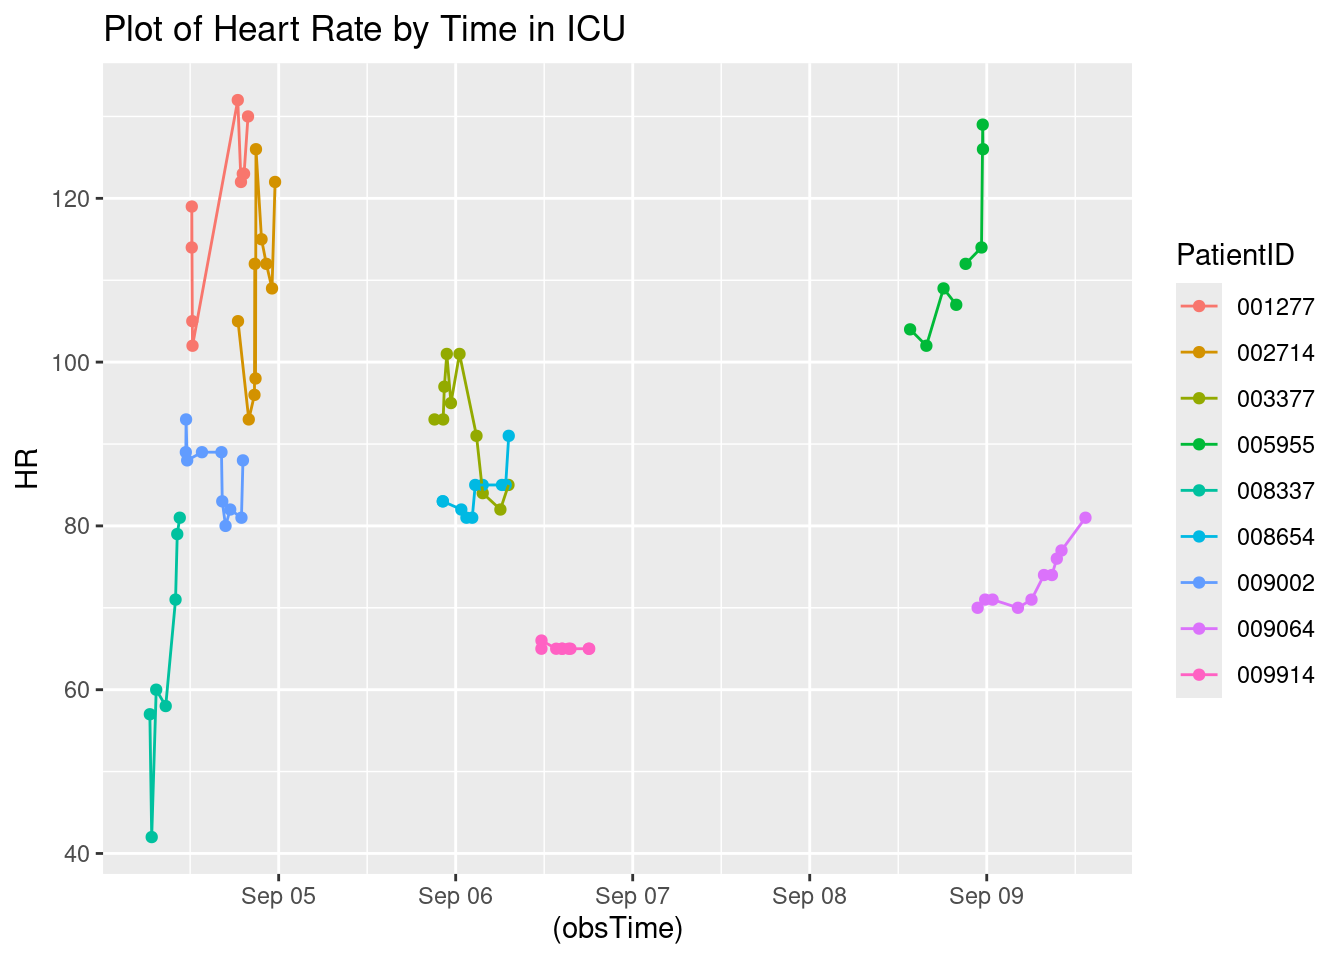 Plot of Heart Rate by Time in ICU
HR
120
100
80
60
40
Sep 05
Sep 06
Sep 07
Sep 08
Sep 09
(obsTime)
PatientID
001277
002714
003377
005955
008337
008654
009002
009064
009914